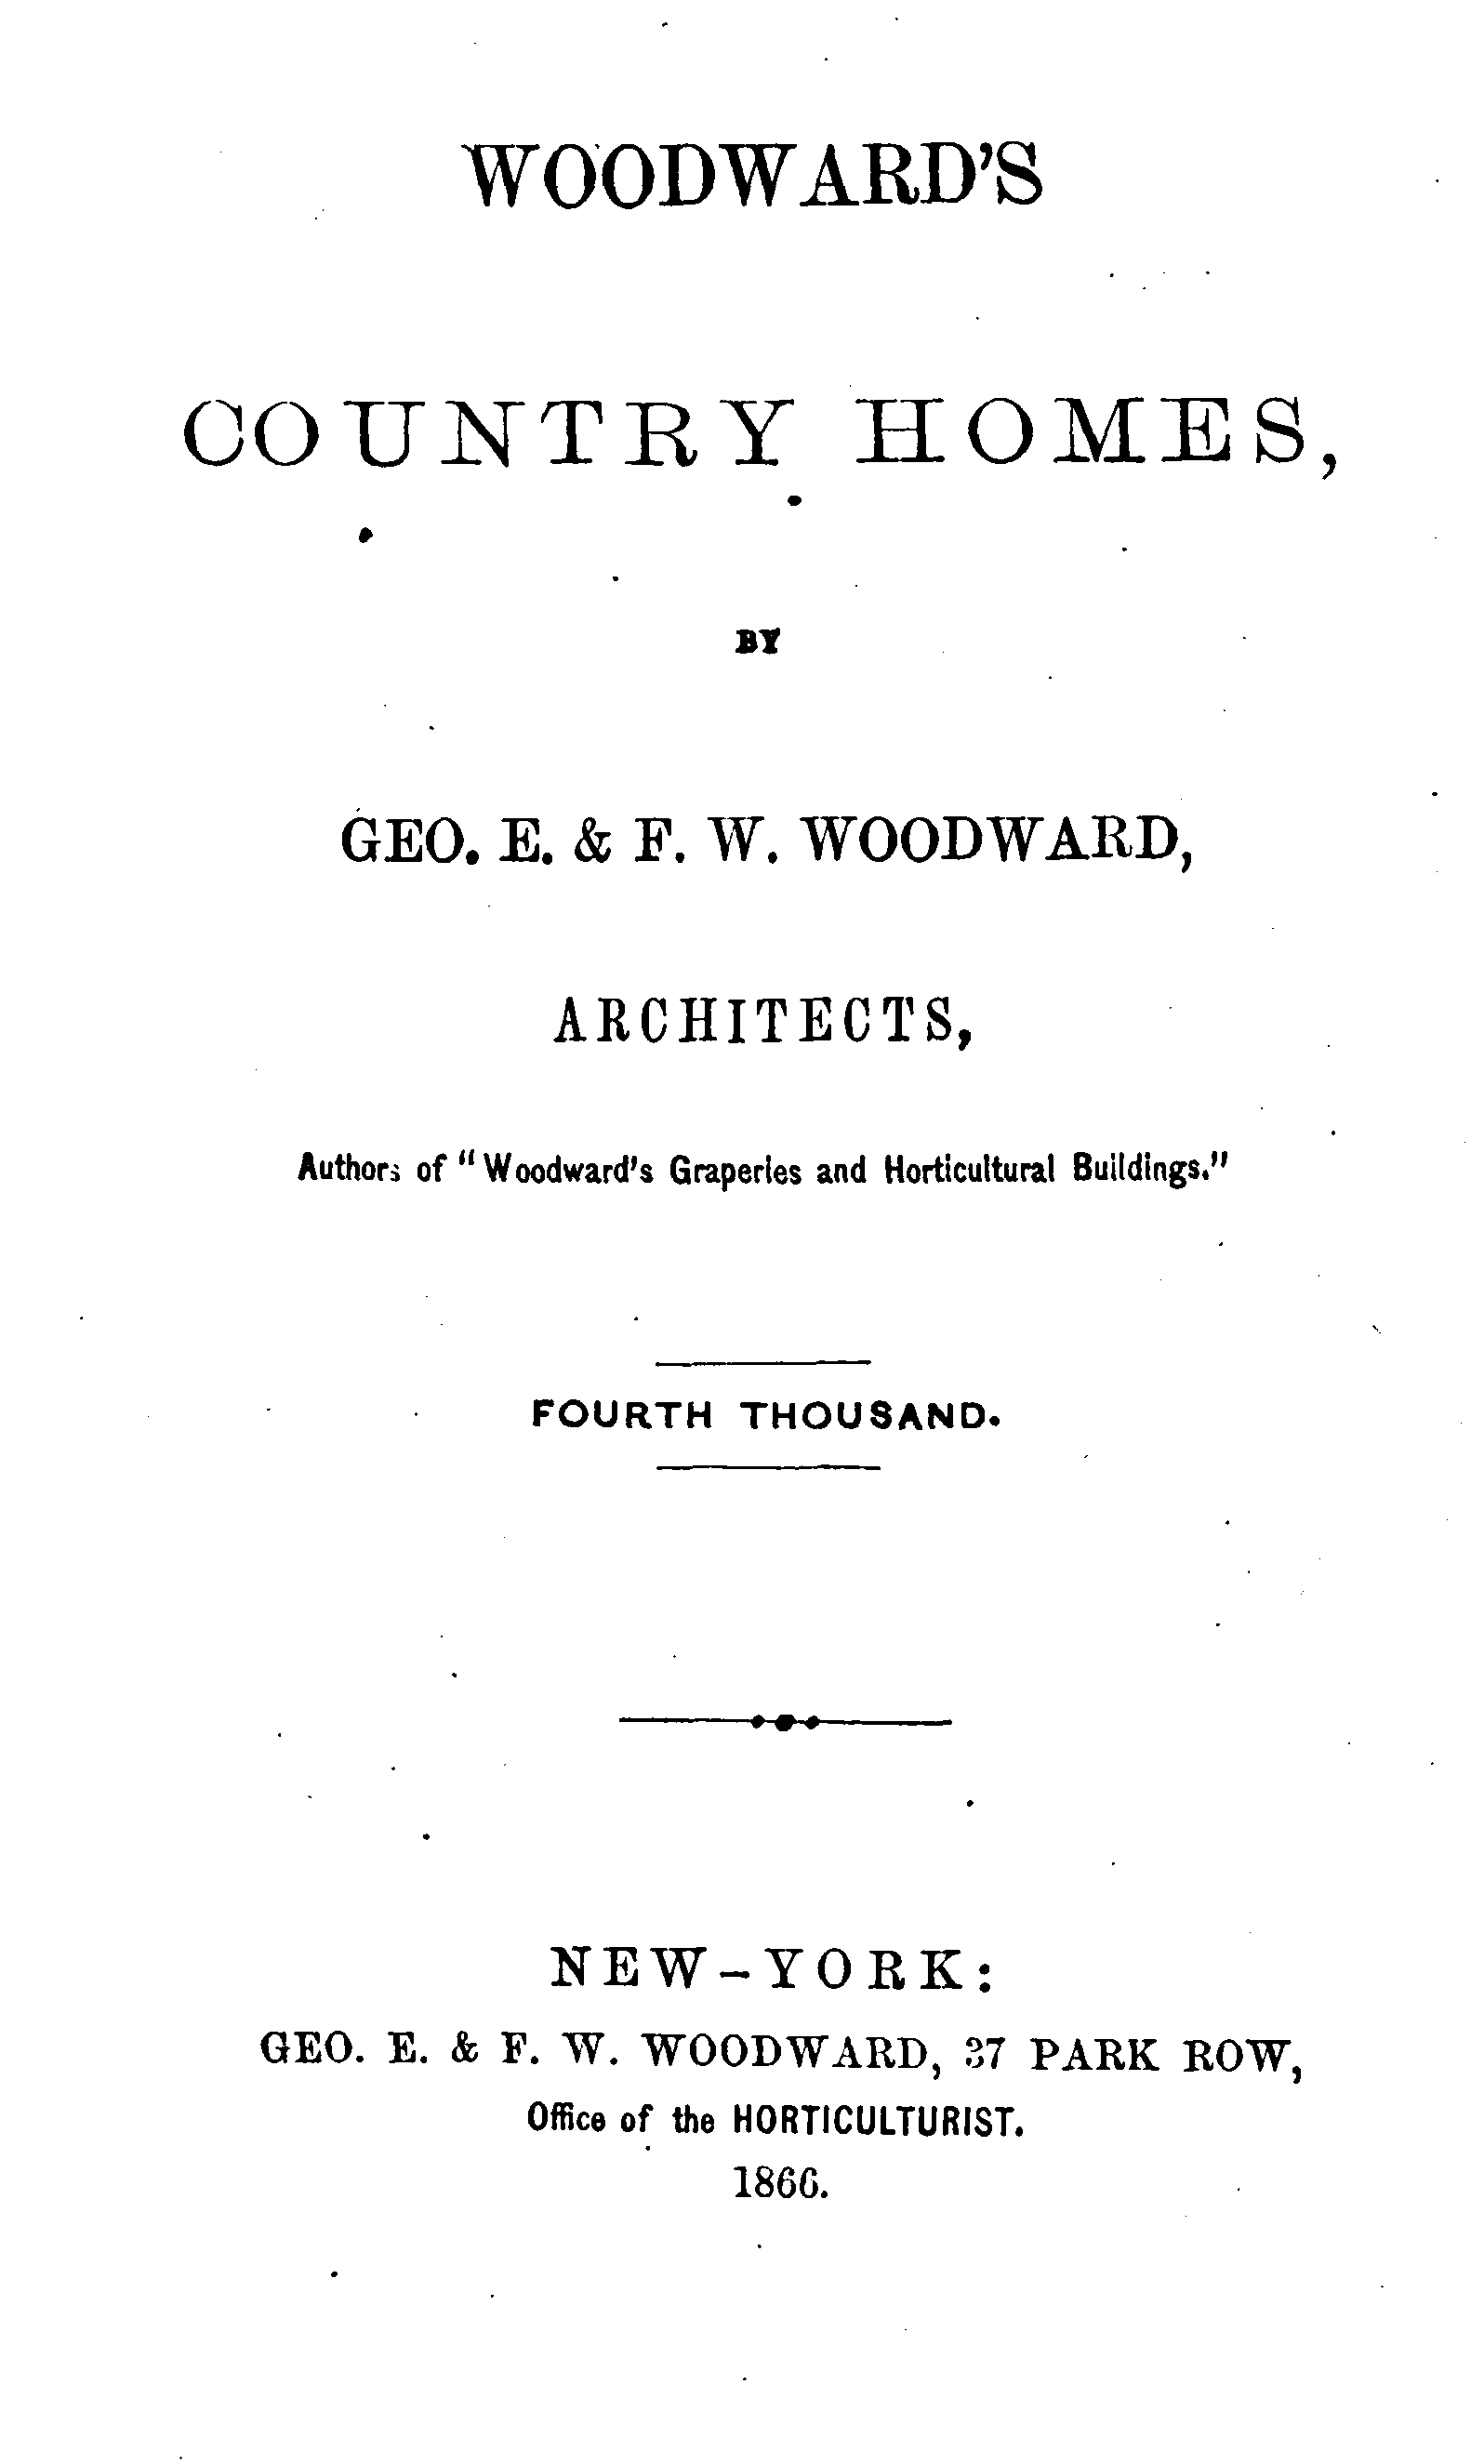 WOODWARD'S
COUNTRY HOMES,
BY
GEO. E. & F. W. WOODWARD,
ARCHITECTS,
Authors of "Woodward's Graperies and Horticultural Buildings."
FOURTH THOUSAND.
NEW-YORK:
GEO. E. & F. W. WOODWARD, 37 PARK ROW,
Office of the HORTICULTURIST.
1866.